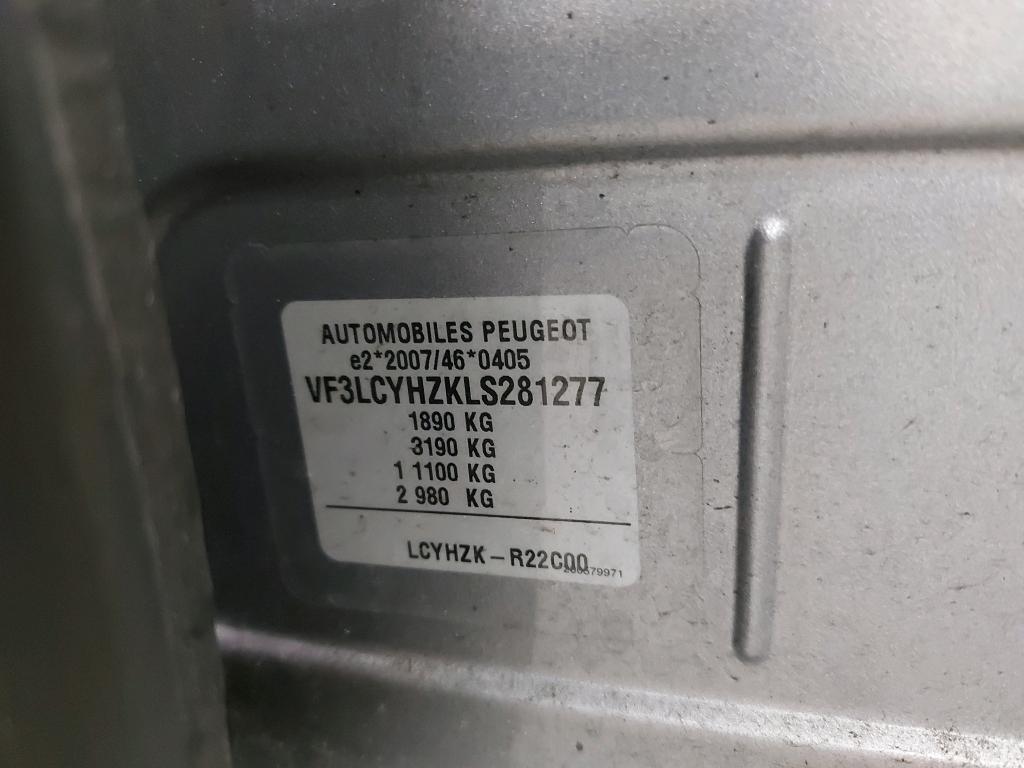 AUTOMOBILES PEUGEOT
e2*2007/46*0405
VF3LCYHZKLS281277
1890 KG
3190 KG
1 1100 KG
2 980 KG
LCYHZK - R22C00